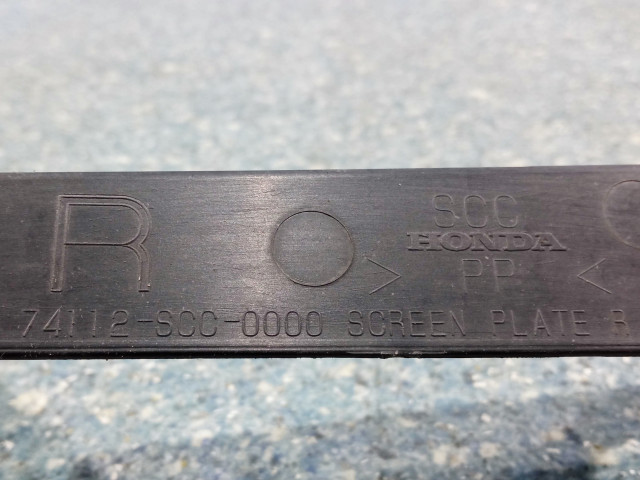 R
SCC
HONDA
> PP <
74112-SCC-0000 SCREEN PLATE R